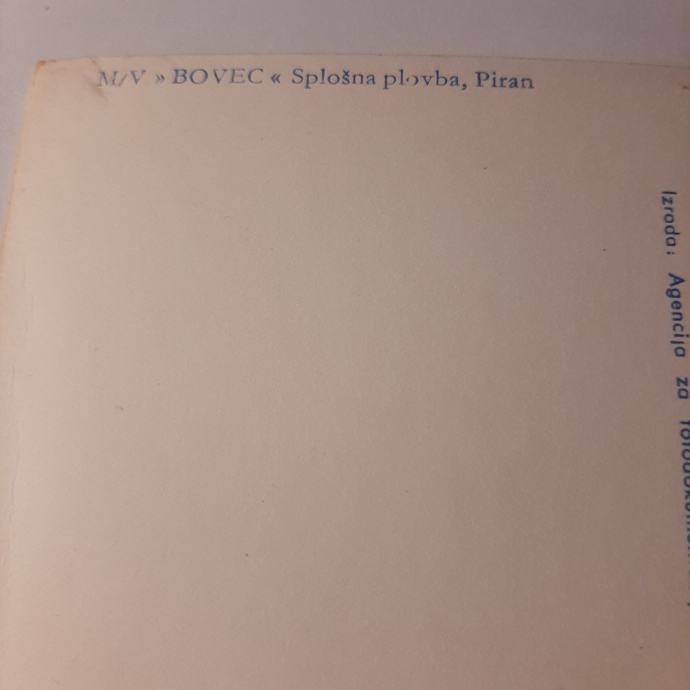 M/V » BOVEC « Splošna plovba, Piran
Izrada: Agencija za